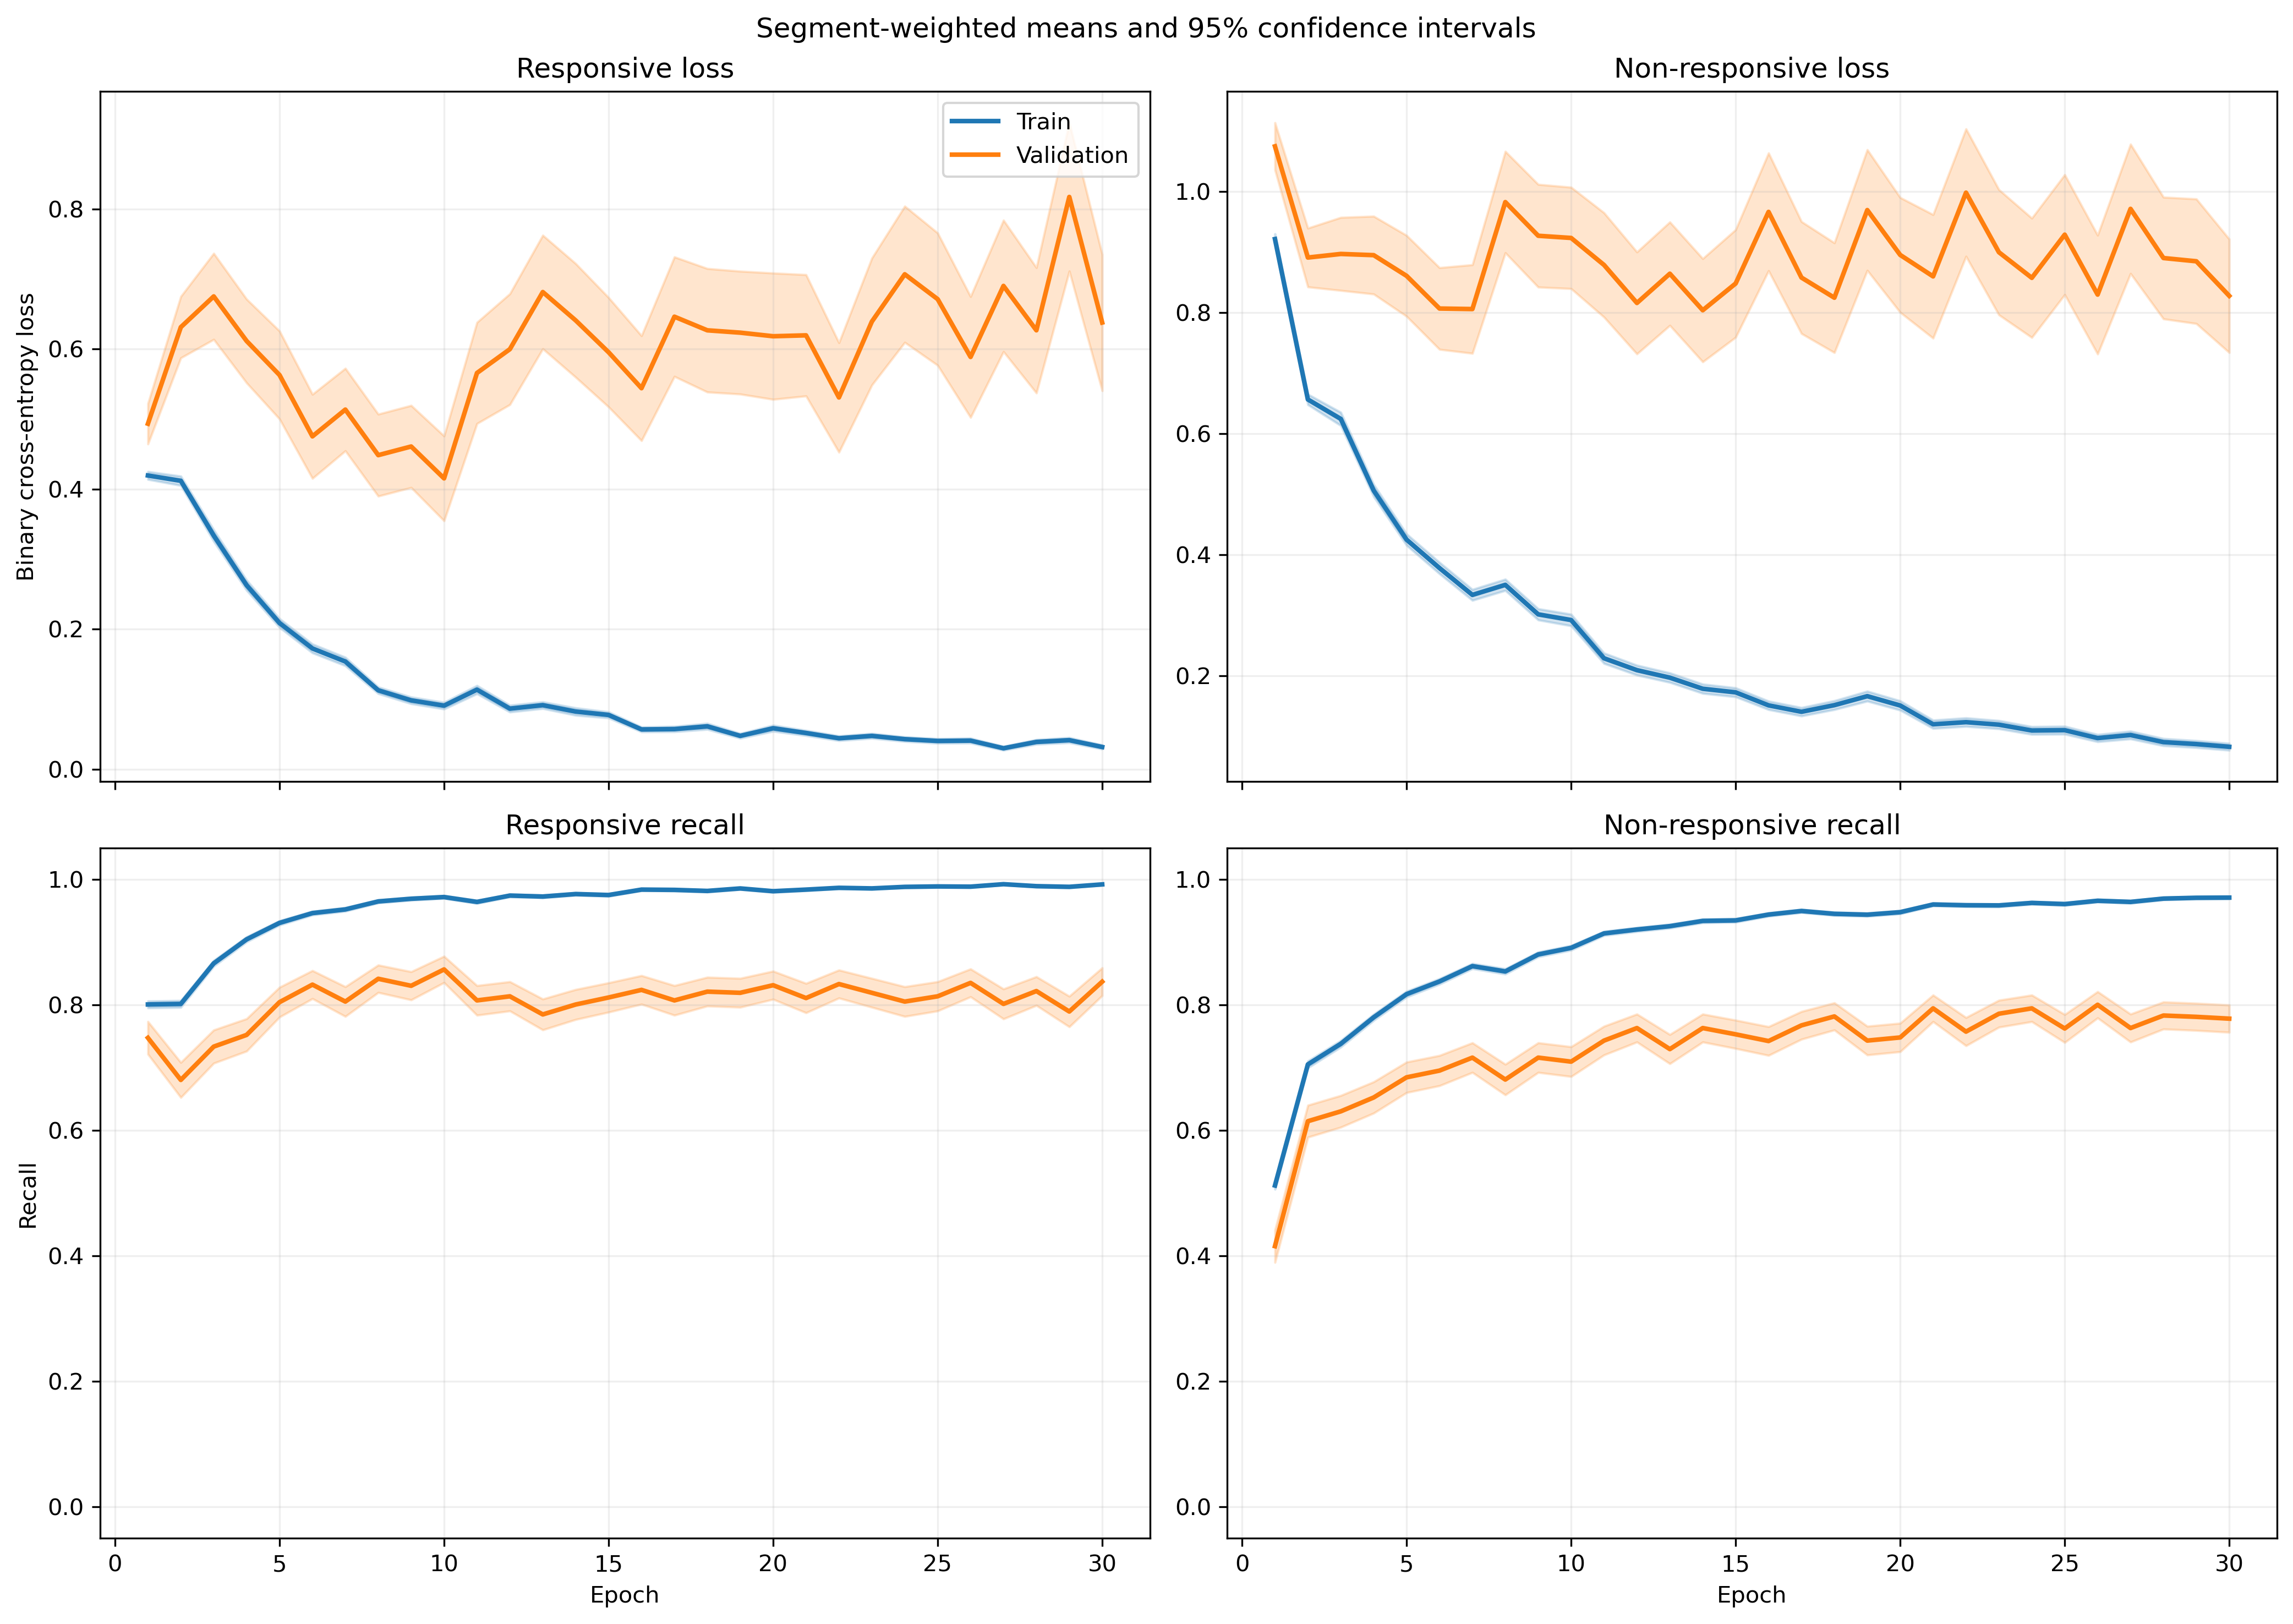 Segment-weighted means and 95% confidence intervals
Responsive loss
Non-responsive loss
Train
Validation
Binary cross-entropy loss
0.8
0.6
0.4
0.2
0.0
1.0
0.8
0.6
0.4
0.2
Responsive recall
Non-responsive recall
Recall
1.0
0.8
0.6
0.4
0.2
0.0
1.0
0.8
0.6
0.4
0.2
0.0
0 5 10 15 20 25 30
0 5 10 15 20 25 30
Epoch
Epoch